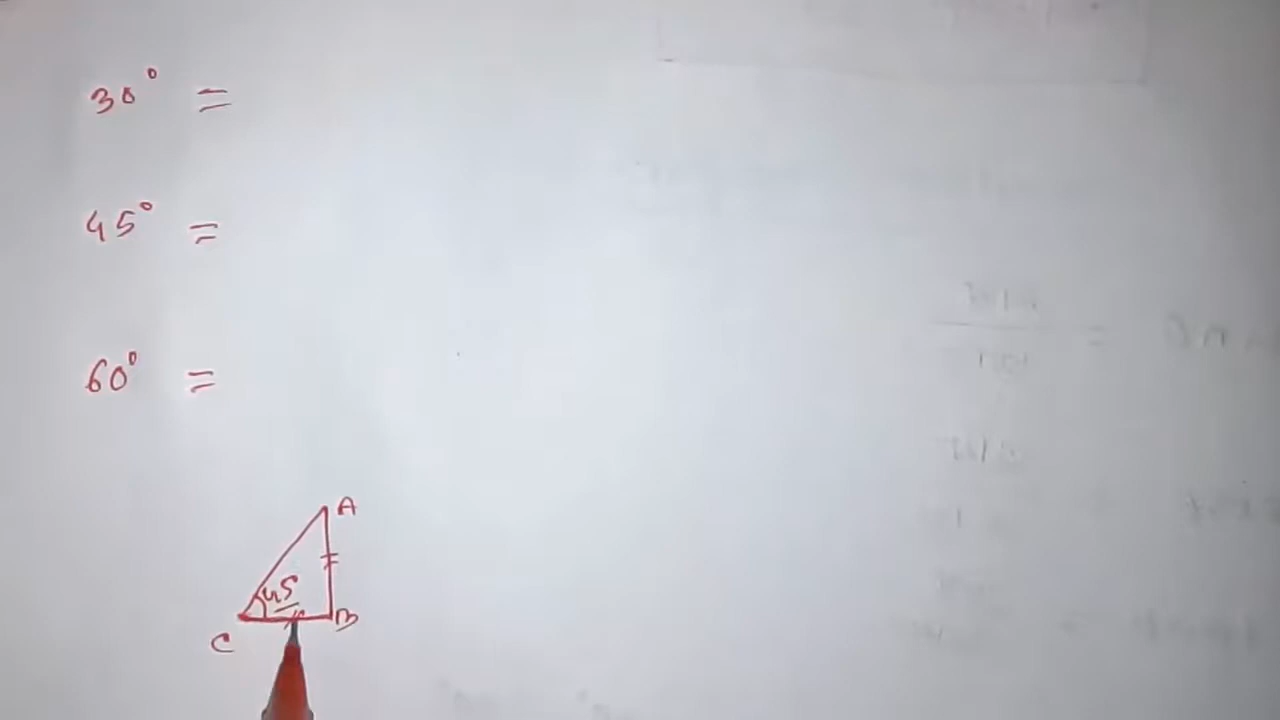 30° =
45° =
60° =
A
45
B
C